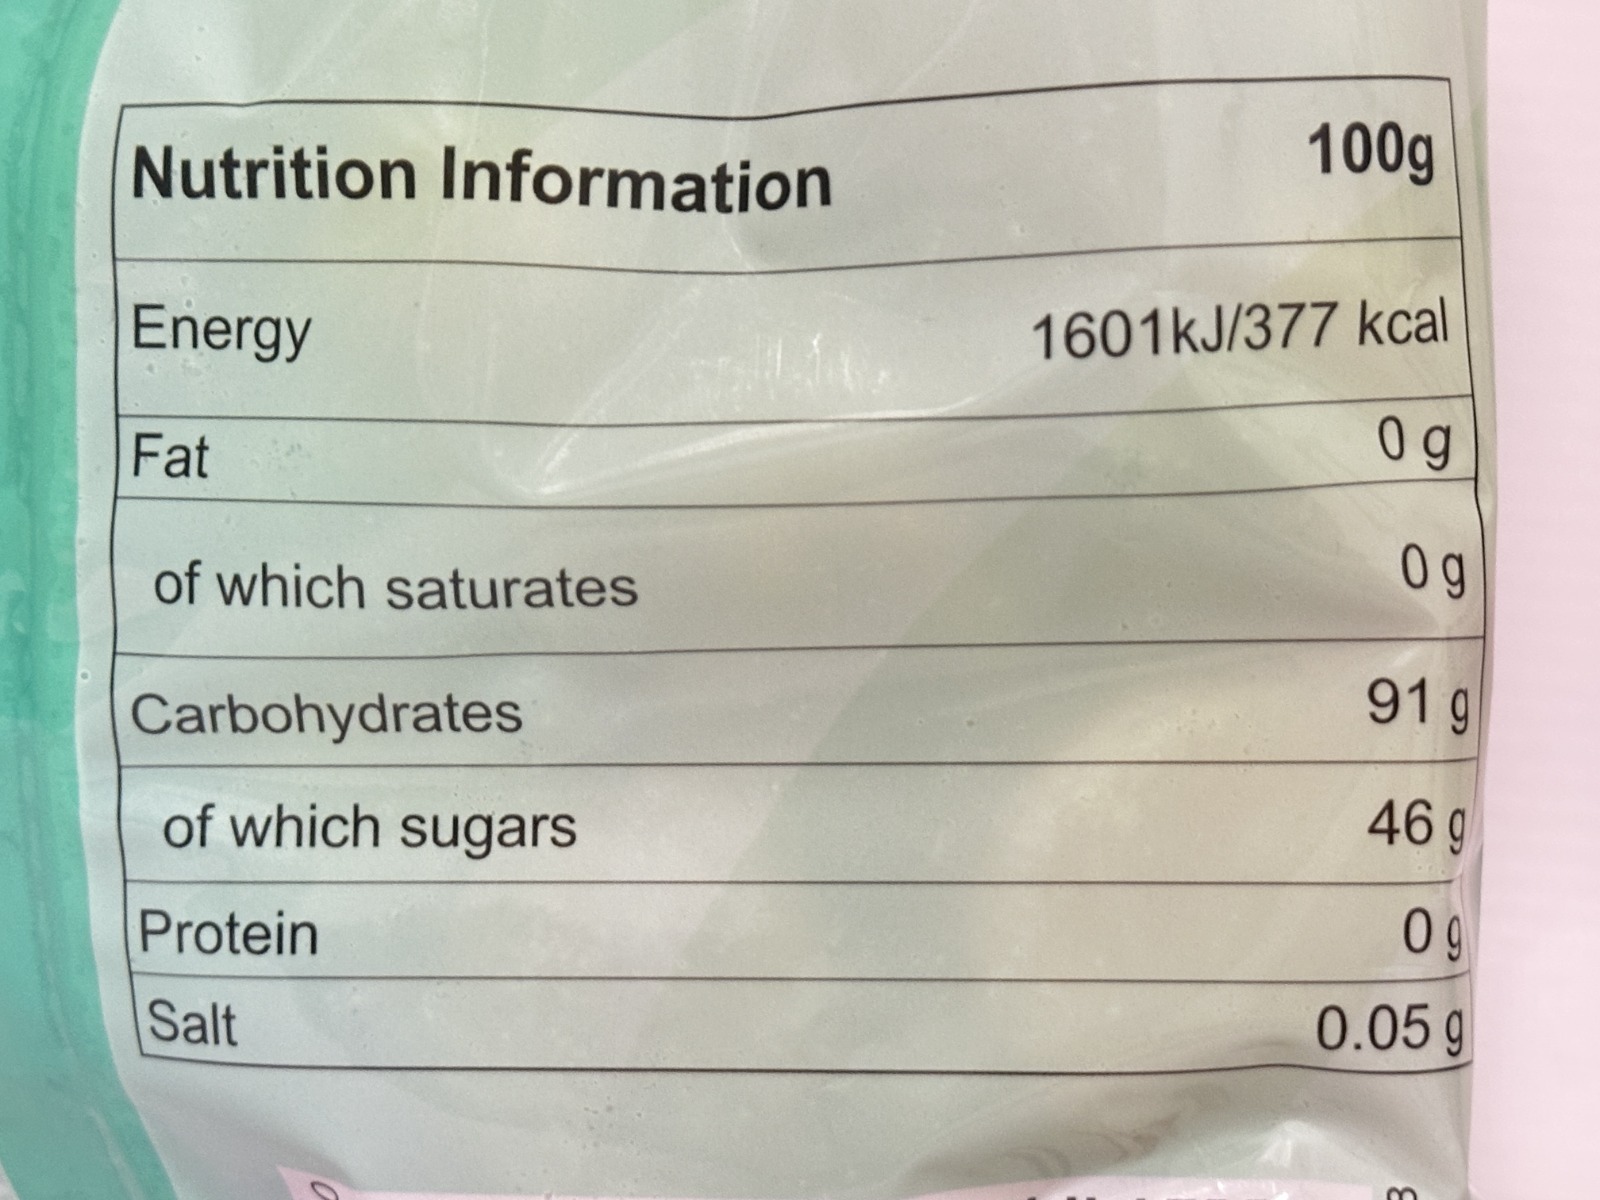 Nutrition Information 100g
Energy 1601kJ/377 kcal
Fat 0 g
of which saturates 0 g
Carbohydrates 91 g
of which sugars 46 g
Protein 0 g
Salt 0.05 g